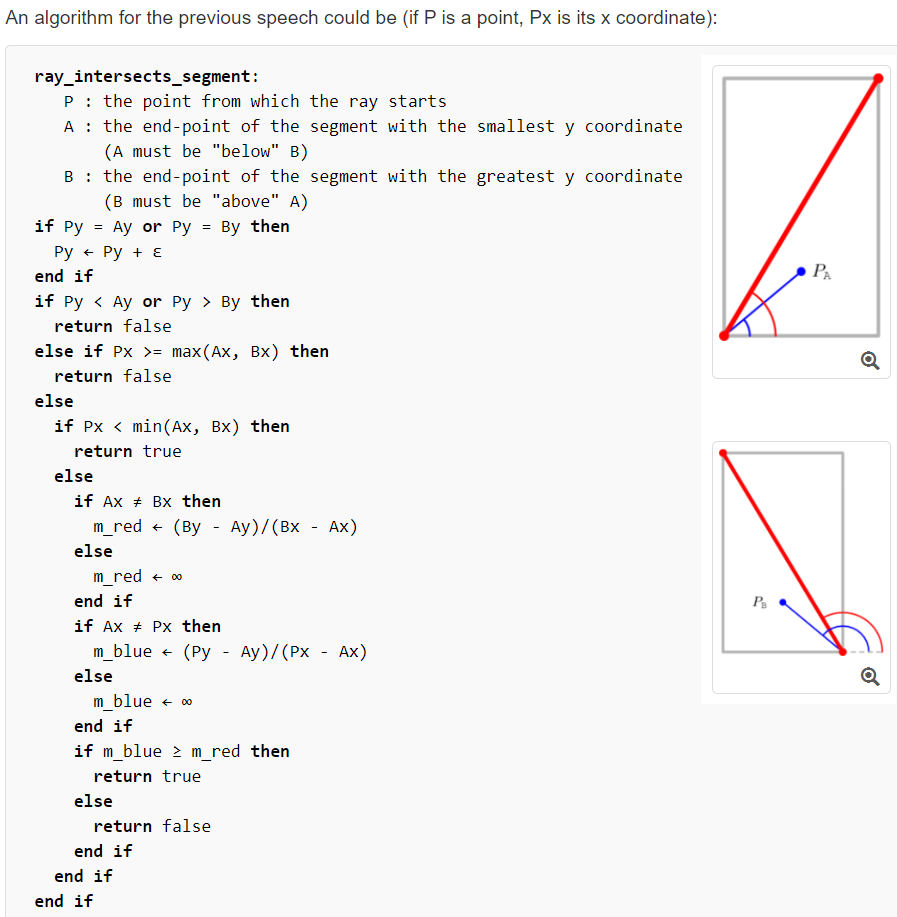 An algorithm for the previous speech could be (if P is a point, Px is its x coordinate):
ray_intersects_segment:
   P : the point from which the ray starts
   A : the end-point of the segment with the smallest y coordinate
       (A must be "below" B)
   B : the end-point of the segment with the greatest y coordinate
       (B must be "above" A)
if Py = Ay or Py = By then
  Py ← Py + ε
end if
if Py < Ay or Py > By then
  return false
else if Px >= max(Ax, Bx) then
  return false
else
  if Px < min(Ax, Bx) then
    return true
  else
    if Ax ≠ Bx then
      m_red ← (By - Ay)/(Bx - Ax)
    else
      m_red ← ∞
    end if
    if Ax ≠ Px then
      m_blue ← (Py - Ay)/(Px - Ax)
    else
      m_blue ← ∞
    end if
    if m_blue ≥ m_red then
      return true
    else
      return false
    end if
  end if
end if
PA
PB